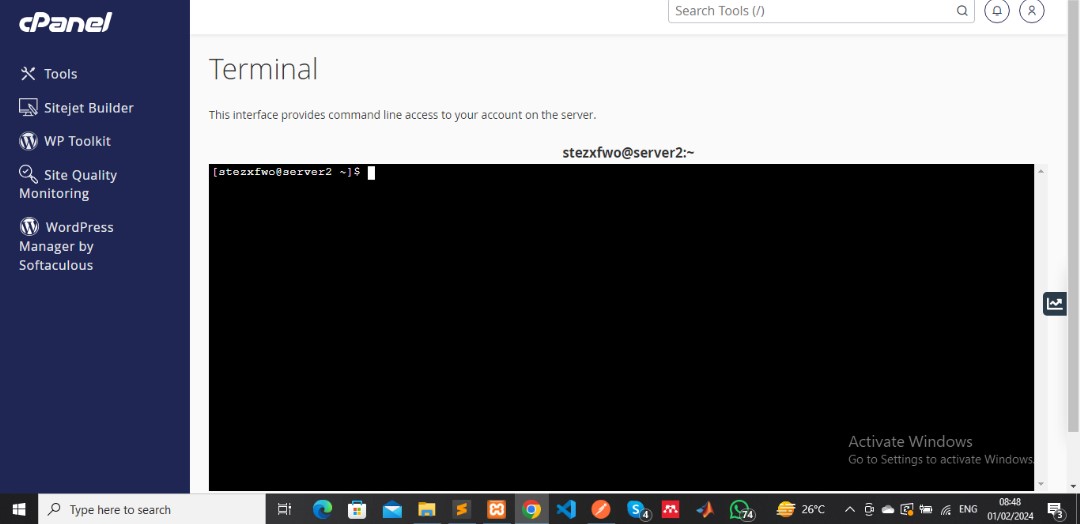 cPanel
Search Tools (/)
Tools
Sitejet Builder
WP Toolkit
Site Quality
Monitoring
WordPress
Manager by
Softaculous
Terminal
This interface provides command line access to your account on the server.
stezxfwo@server2:~
[stezxfwo@server2 ~]$
Activate Windows
Go to Settings to activate Windows.
Type here to search
4
74
26°C
ENG
08:48
01/02/2024
3